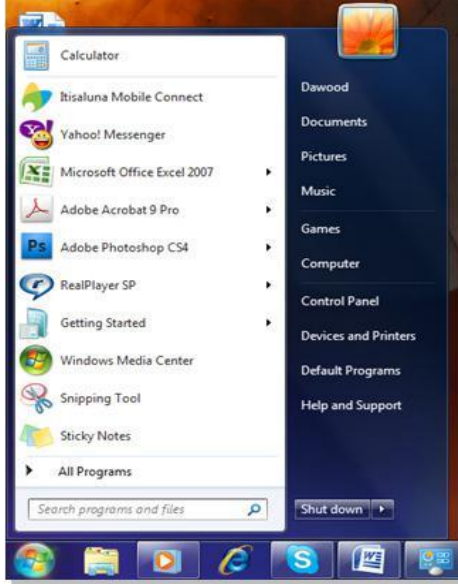 Calculator
Itisaluna Mobile Connect
Yahoo! Messenger
Microsoft Office Excel 2007
Adobe Acrobat 9 Pro
Ps Adobe Photoshop CS4
RealPlayer SP
Getting Started
Windows Media Center
Snipping Tool
Sticky Notes
All Programs
Search programs and files
Dawood
Documents
Pictures
Music
Games
Computer
Control Panel
Devices and Printers
Default Programs
Help and Support
Shut down